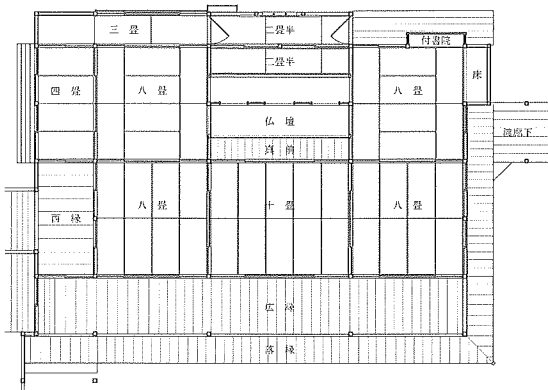 三畳
二畳半
付書院
二畳半
四畳
八畳
八畳
床
仏壇
渡廊下
真前
八畳
十畳
八畳
西縁
広縁
落縁